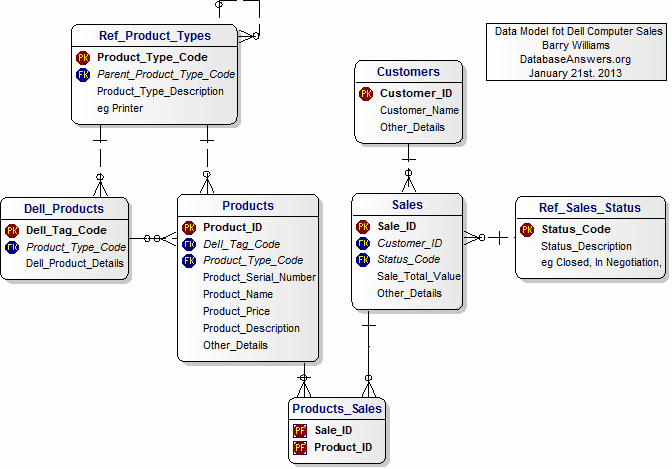 Data Model fot Dell Computer Sales
Barry Williams
DatabaseAnswers.org
January 21st. 2013
Ref_Product_Types
PK Product_Type_Code
FK Parent_Product_Type_Code
Product_Type_Description
eg Printer
Customers
PK Customer_ID
Customer_Name
Other_Details
Dell_Products
PK Dell_Tag_Code
FK Product_Type_Code
Dell_Product_Details
Products
PK Product_ID
FK Dell_Tag_Code
FK Product_Type_Code
Product_Serial_Number
Product_Name
Product_Price
Product_Description
Other_Details
Sales
PK Sale_ID
FK Customer_ID
FK Status_Code
Sale_Total_Value
Other_Details
Ref_Sales_Status
PK Status_Code
Status_Description
eg Closed, In Negotiation,
Products_Sales
PF Sale_ID
PF Product_ID